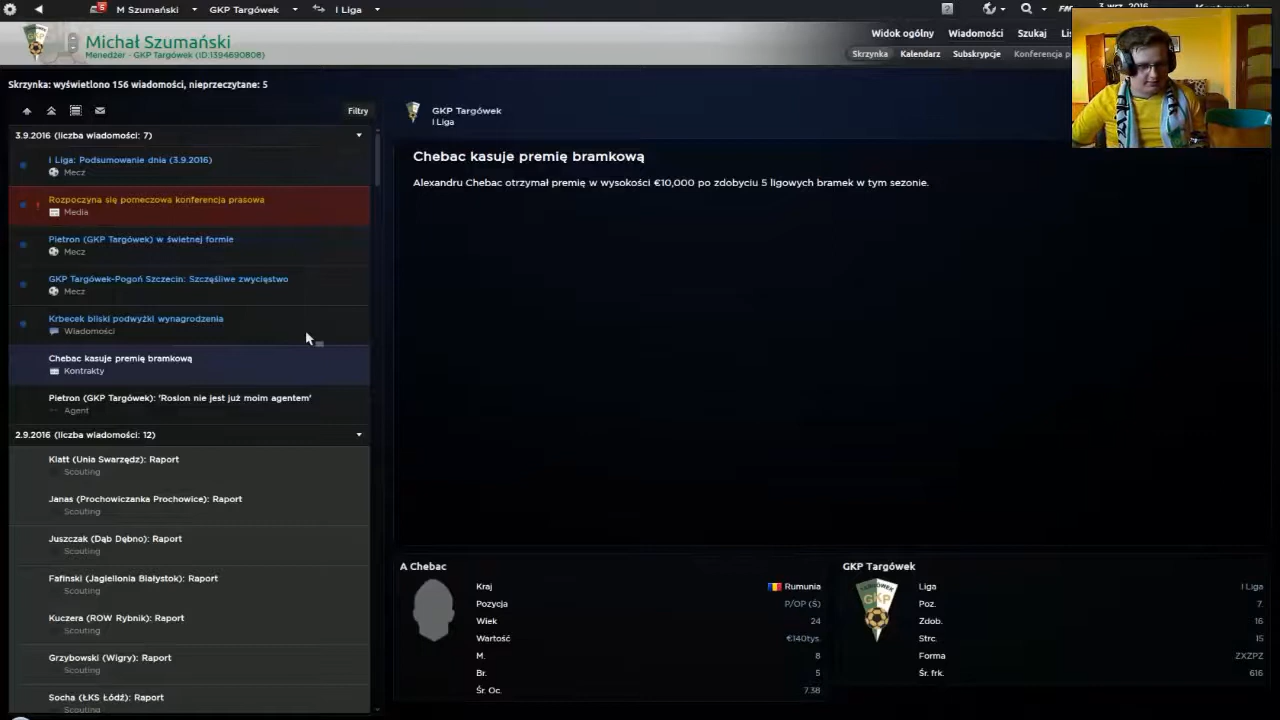 5
M Szumański
GKP Targówek
I Liga
3 wrz. 2016
Michał Szumański
Menedżer - GKP Targówek (ID:1394690808)
Widok ogólny
Wiadomości
Szukaj
Skrzynka
Kalendarz
Subskrypcje
Konferencja
Skrzynka: wyświetlono 156 wiadomości, nieprzeczytane: 5
Filtry
3.9.2016 (liczba wiadomości: 7)
I Liga: Podsumowanie dnia (3.9.2016)
Mecz
Rozpoczyna się pomeczowa konferencja prasowa
Media
Pietron (GKP Targówek) w świetnej formie
Mecz
GKP Targówek-Pogoń Szczecin: Szczęśliwe zwycięstwo
Mecz
Krbecek bliski podwyżki wynagrodzenia
Wiadomości
Chebac kasuje premię bramkową
Kontrakty
Pietron (GKP Targówek): 'Rosion nie jest już moim agentem'
Agent
2.9.2016 (liczba wiadomości: 12)
Klatt (Unia Swarzędz): Raport
Scouting
Janas (Prochowiczanka Prochowice): Raport
Scouting
Juszczak (Dąb Dębno): Raport
Scouting
Fafinski (Jagiellonia Białystok): Raport
Scouting
Kuczera (ROW Rybnik): Raport
Scouting
Grzybowski (Wigry): Raport
Scouting
Socha (ŁKS Łódź): Raport
Scouting
GKP Targówek
I Liga
Chebac kasuje premię bramkową
Alexandru Chebac otrzymał premię w wysokości €10,000 po zdobyciu 5 ligowych bramek w tym sezonie.
A Chebac
Kraj Rumunia
Pozycja P/OP (Ś)
Wiek 24
Wartość €140tys.
M. 8
Br. 5
Śr. Oc. 7.38
GKP Targówek
Liga I Liga
Poz. 7.
Zdob. 16
Strc. 15
Forma ZXZPZ
Śr. frk. 616